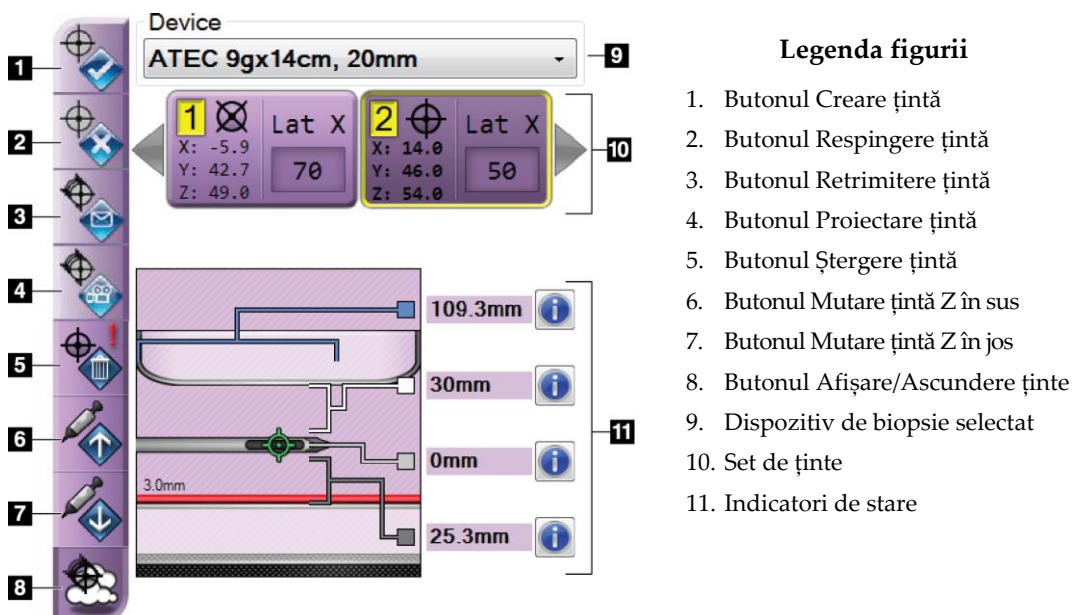 Device
ATEC 9gx14cm, 20mm
1
2
3
4
5
6
7
8
9
10
11
1 Lat X
X: -5.9
Y: 42.7
Z: 49.0
70
2 Lat X
X: 14.0
Y: 46.0
Z: 54.0
50
109.3mm
30mm
0mm
3.0mm
25.3mm
Legenda figurii
1. Butonul Creare țintă
2. Butonul Respingere țintă
3. Butonul Retrimitere țintă
4. Butonul Proiectare țintă
5. Butonul Ștergere țintă
6. Butonul Mutare țintă Z în sus
7. Butonul Mutare țintă Z în jos
8. Butonul Afișare/Ascundere ținte
9. Dispozitiv de biopsie selectat
10. Set de ținte
11. Indicatori de stare